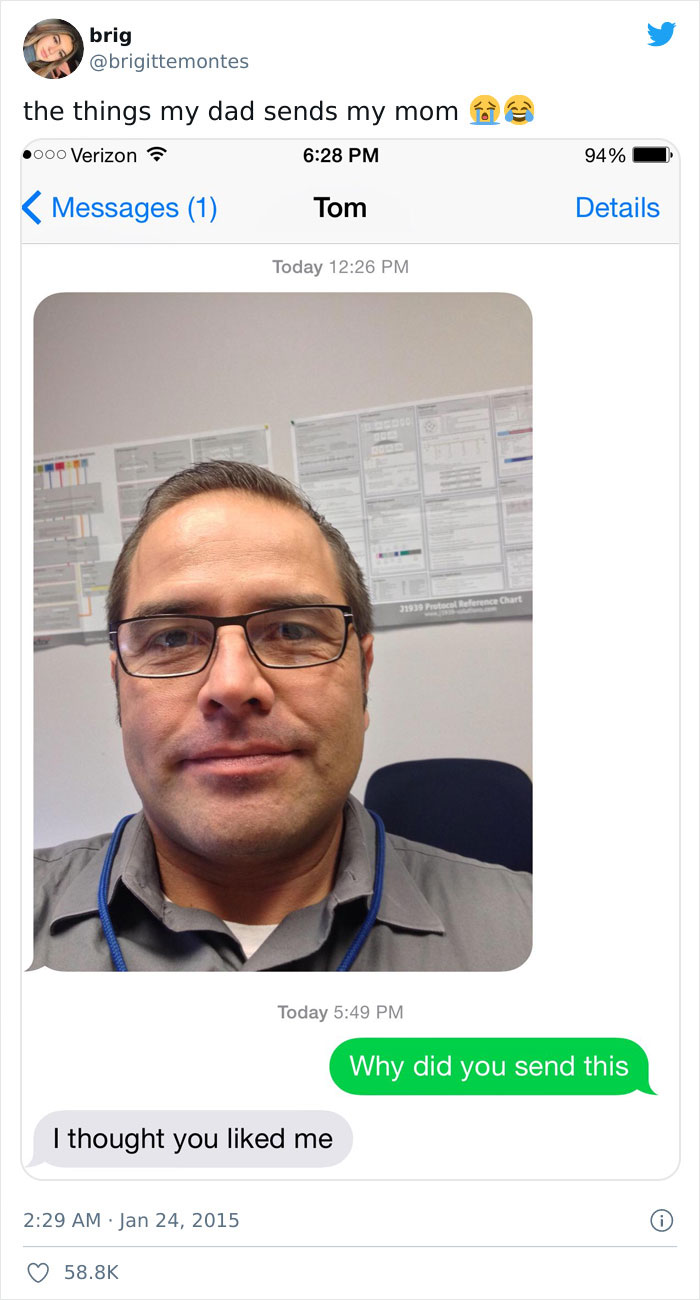 brig
@brigittemontes
the things my dad sends my mom 😭😂
Verizon 6:28 PM 94%
Messages (1) Tom Details
Today 12:26 PM
J1939 Protocol Reference Chart
Today 5:49 PM
Why did you send this
I thought you liked me
2:29 AM · Jan 24, 2015
58.8K